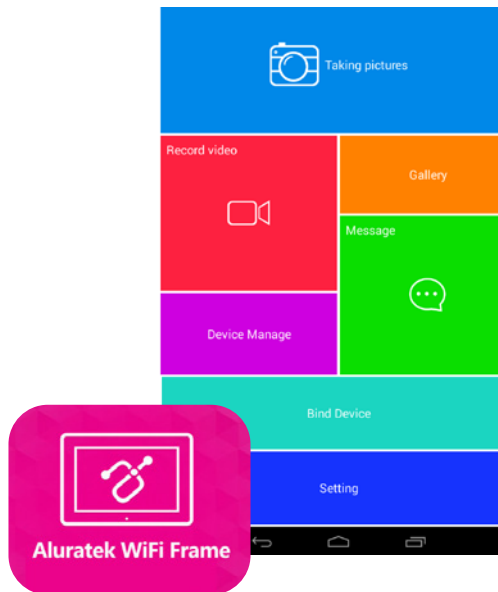 Taking pictures
Record video
Gallery
Message
Device Manage
Bind Device
Setting
Aluratek WiFi Frame